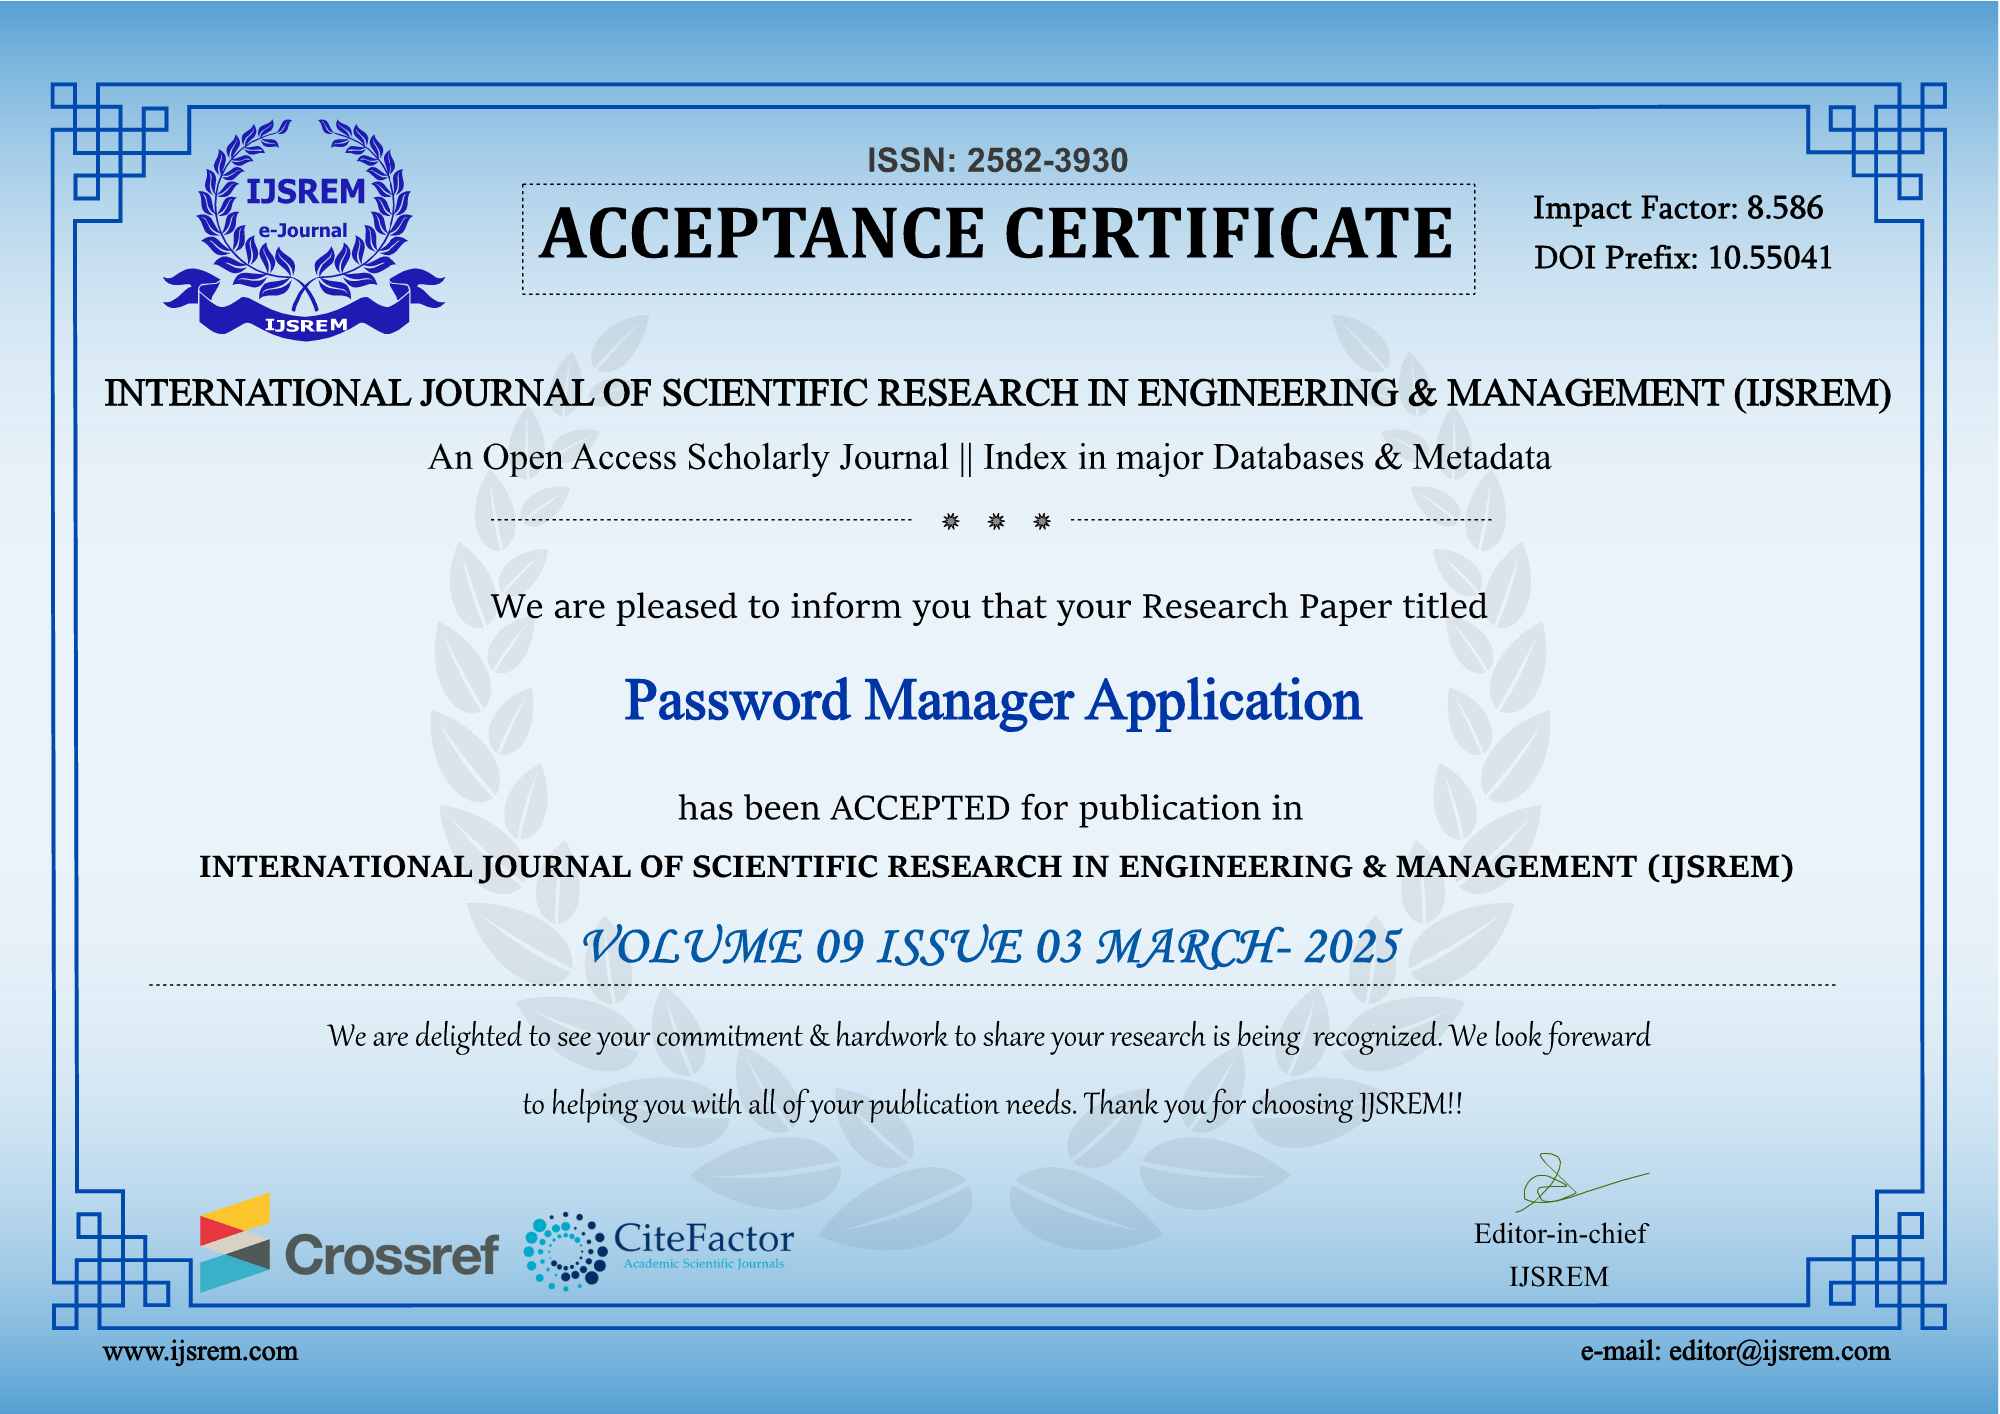 IJSREM
e-Journal
IJSREM
ISSN: 2582-3930
ACCEPTANCE CERTIFICATE
Impact Factor: 8.586
DOI Prefix: 10.55041
INTERNATIONAL JOURNAL OF SCIENTIFIC RESEARCH IN ENGINEERING & MANAGEMENT (IJSREM)
An Open Access Scholarly Journal || Index in major Databases & Metadata
We are pleased to inform you that your Research Paper titled
Password Manager Application
has been ACCEPTED for publication in
INTERNATIONAL JOURNAL OF SCIENTIFIC RESEARCH IN ENGINEERING & MANAGEMENT (IJSREM)
VOLUME 09 ISSUE 03 MARCH- 2025
We are delighted to see your commitment & hardwork to share your research is being recognized. We look foreward
to helping you with all of your publication needs. Thank you for choosing IJSREM!!
Crossref
CiteFactor
Academic Scientific Journals
Editor-in-chief
IJSREM
www.ijsrem.com
e-mail: editor@ijsrem.com